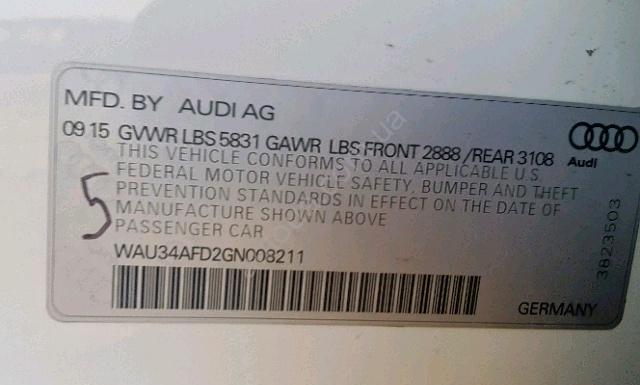 MFD. BY AUDI AG
09 15 GVWR LBS 5831 GAWR LBS FRONT 2888 /REAR 3108
Audi
THIS VEHICLE CONFORMS TO ALL APPLICABLE U.S.
FEDERAL MOTOR VEHICLE SAFETY, BUMPER AND THEFT
PREVENTION STANDARDS IN EFFECT ON THE DATE OF
MANUFACTURE SHOWN ABOVE
PASSENGER CAR
5
WAU34AFD2GN008211
3823503
GERMANY